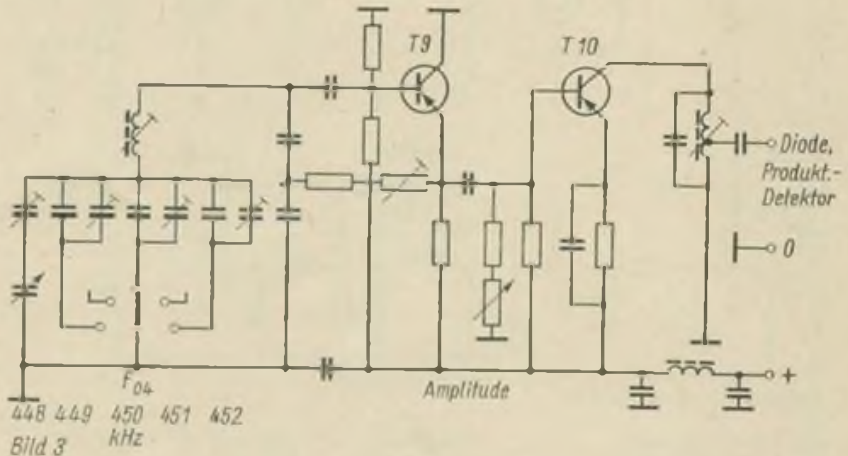 T9
T10
Diode,
Produkt.-
Detektor
0
+
Amplitude
F04
448 449 450 451 452
kHz
Bild 3